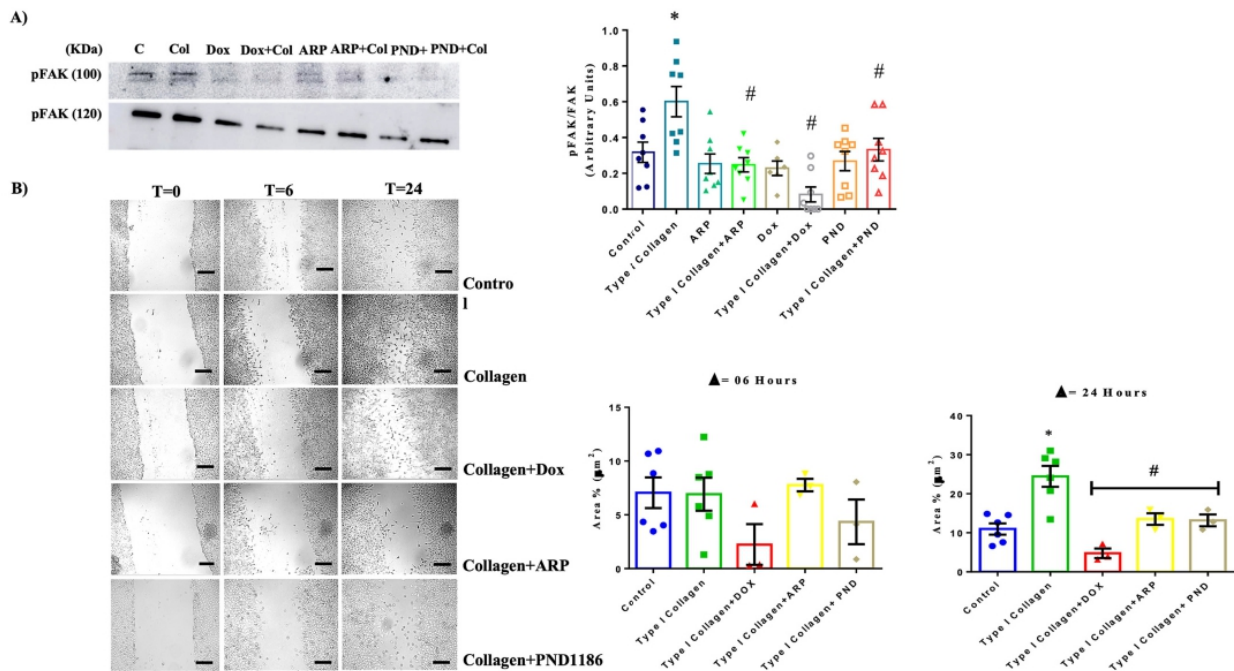 A)
(KDa) C Col Dox Dox+Col ARP ARP+Col PND+ PND+Col
pFAK (100)
pFAK (120)
*
#
#
#
pFAK/FAK
(Arbitrary Units)
1.0
0.8
0.6
0.4
0.2
0.0
Control
Type I Collagen
ARP
Type I Collagen+ARP
Dox
Type I Collagen+Dox
PND
Type I Collagen+PND
B)
T=0 T=6 T=24
Contro
l
Collagen
Collagen+Dox
Collagen+ARP
Collagen+PND1186
▲= 06 Hours
Area % (µm²)
15
10
5
0
Control
Type I Collagen
Type I Collagen+DOX
Type I Collagen+ARP
Type I Collagen+ PND
▲= 24 Hours
*
#
Area % (µm²)
40
30
20
10
0
Control
Type I Collagen
Type I Collagen+DOX
Type I Collagen+ARP
Type I Collagen+ PND